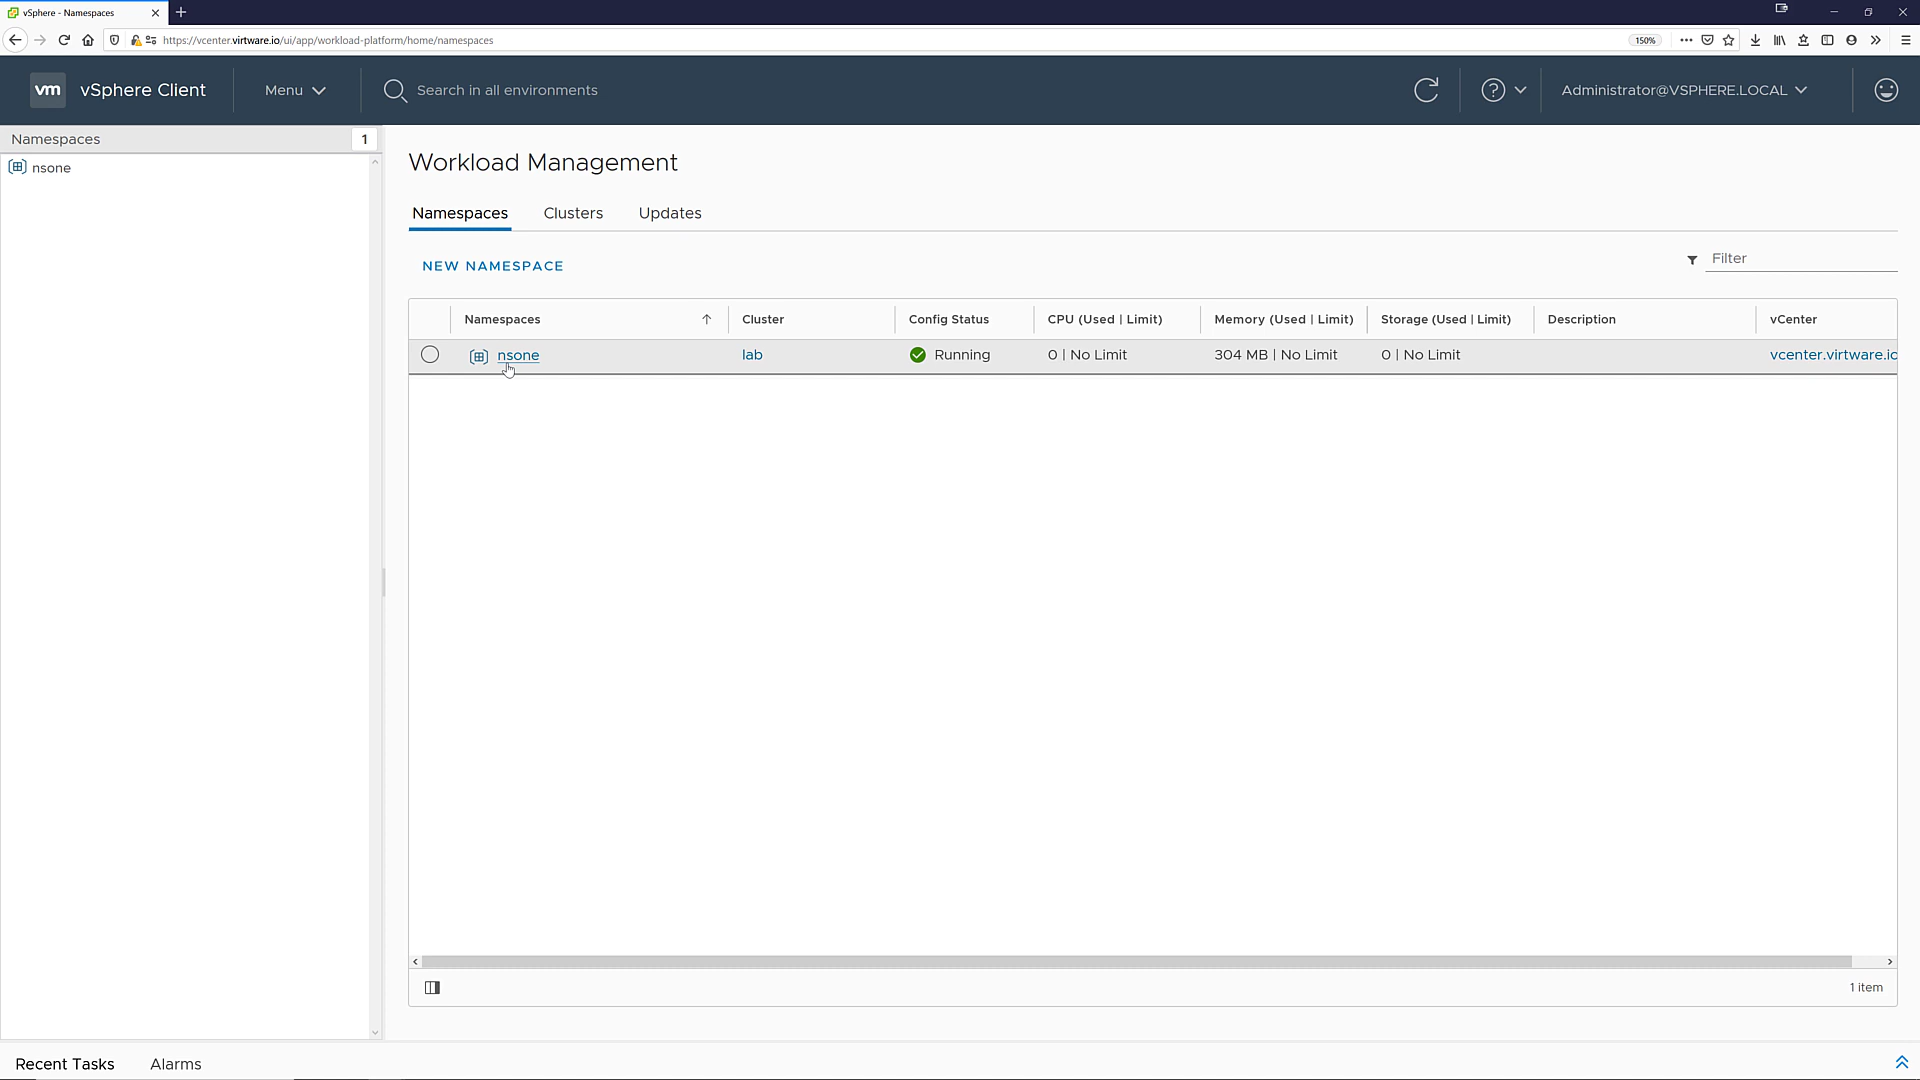 vSphere - Namespaces
https://vcenter.virtware.io/ui/app/workload-platform/home/namespaces
150%
vm vSphere Client
Menu
Search in all environments
Administrator@VSPHERE.LOCAL
Namespaces 1
nsone
Workload Management
Namespaces Clusters Updates
NEW NAMESPACE
Filter
Namespaces Cluster Config Status CPU (Used | Limit) Memory (Used | Limit) Storage (Used | Limit) Description vCenter
nsone lab Running 0 | No Limit 304 MB | No Limit 0 | No Limit vcenter.virtware.io
1 item
Recent Tasks Alarms